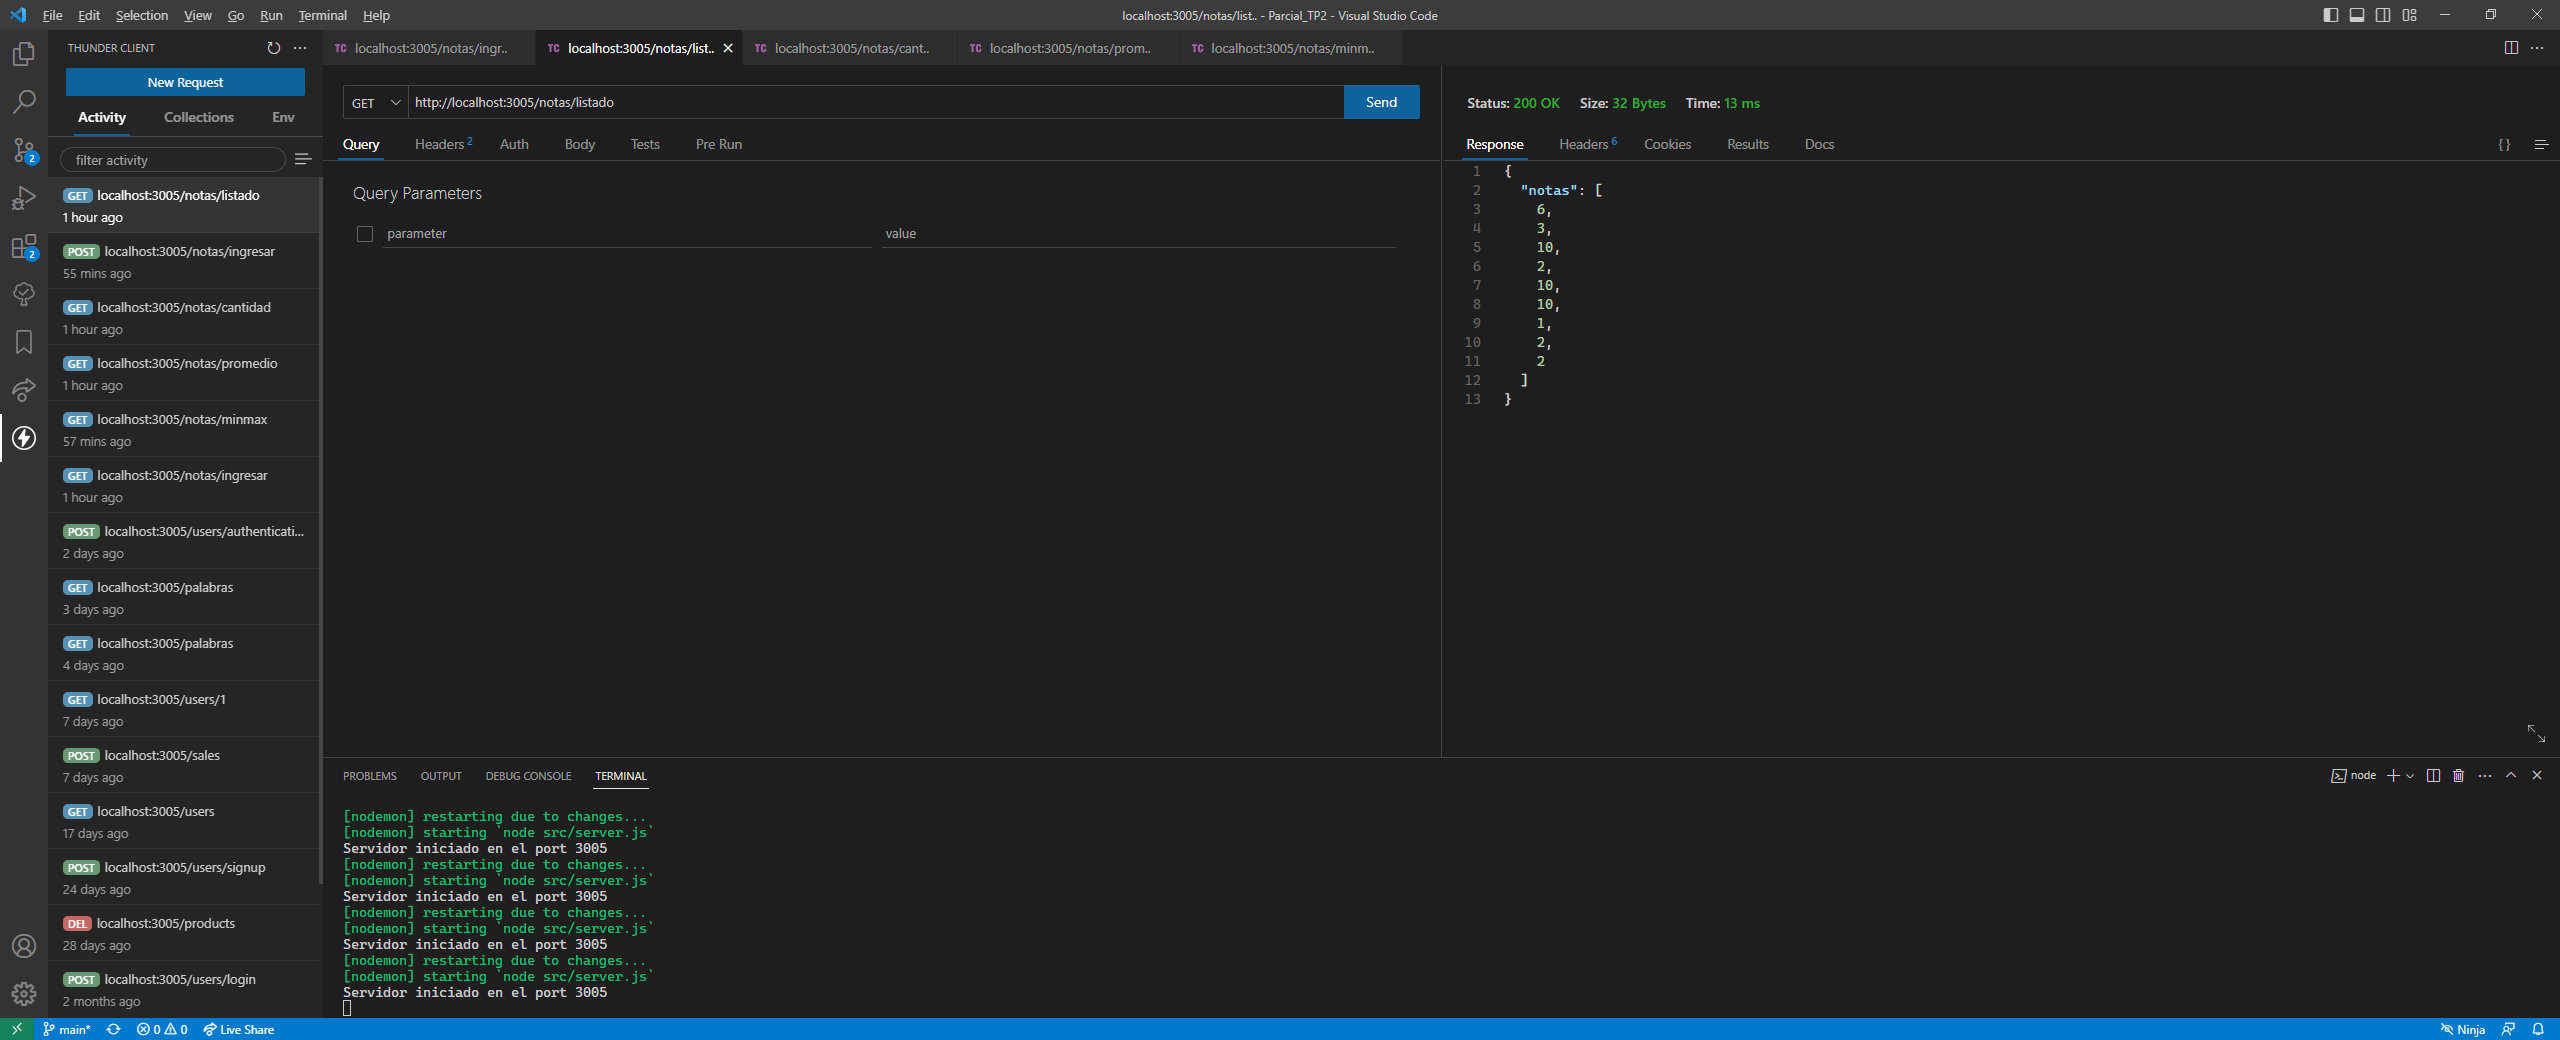 File Edit Selection View Go Run Terminal Help
localhost:3005/notas/list.. - Parcial_TP2 - Visual Studio Code
THUNDER CLIENT
New Request
Activity Collections Env
filter activity
GET localhost:3005/notas/listado
1 hour ago
POST localhost:3005/notas/ingresar
55 mins ago
GET localhost:3005/notas/cantidad
1 hour ago
GET localhost:3005/notas/promedio
1 hour ago
GET localhost:3005/notas/minmax
57 mins ago
GET localhost:3005/notas/ingresar
1 hour ago
POST localhost:3005/users/authenticati...
2 days ago
GET localhost:3005/palabras
3 days ago
GET localhost:3005/palabras
4 days ago
GET localhost:3005/users/1
7 days ago
POST localhost:3005/sales
7 days ago
GET localhost:3005/users
17 days ago
POST localhost:3005/users/signup
24 days ago
DEL localhost:3005/products
28 days ago
POST localhost:3005/users/login
2 months ago
2
2
TC localhost:3005/notas/ingr.. TC localhost:3005/notas/list.. TC localhost:3005/notas/cant.. TC localhost:3005/notas/prom.. TC localhost:3005/notas/minm..
GET http://localhost:3005/notas/listado Send
Query Headers 2 Auth Body Tests Pre Run
Query Parameters
parameter value
Status: 200 OK Size: 32 Bytes Time: 13 ms
Response Headers 6 Cookies Results Docs {}
1 {
2 "notas": [
3 6,
4 3,
5 10,
6 2,
7 10,
8 10,
9 1,
10 2,
11 2
12 ]
13 }
PROBLEMS OUTPUT DEBUG CONSOLE TERMINAL
node
[nodemon] restarting due to changes...
[nodemon] starting `node src/server.js`
Servidor iniciado en el port 3005
[nodemon] restarting due to changes...
[nodemon] starting `node src/server.js`
Servidor iniciado en el port 3005
[nodemon] restarting due to changes...
[nodemon] starting `node src/server.js`
Servidor iniciado en el port 3005
[nodemon] restarting due to changes...
[nodemon] starting `node src/server.js`
Servidor iniciado en el port 3005
main* 0 0 Live Share
Ninja